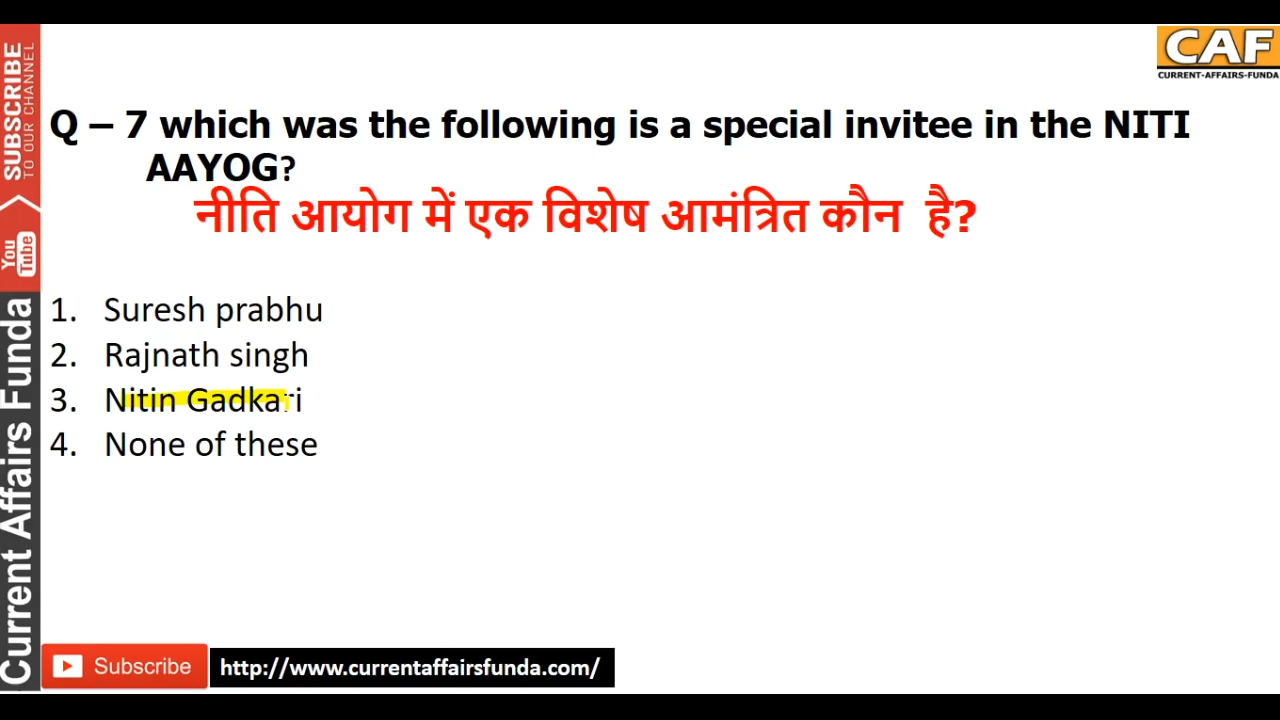 CAF
CURRENT-AFFAIRS-FUNDA
SUBSCRIBE
TO OUR CHANNEL
You
Tube
Current Affairs Funda
Q – 7 which was the following is a special invitee in the NITI
AAYOG?
नीति आयोग में एक विशेष आमंत्रित कौन है?
1. Suresh prabhu
2. Rajnath singh
3. Nitin Gadkari
4. None of these
Subscribe
http://www.currentaffairsfunda.com/